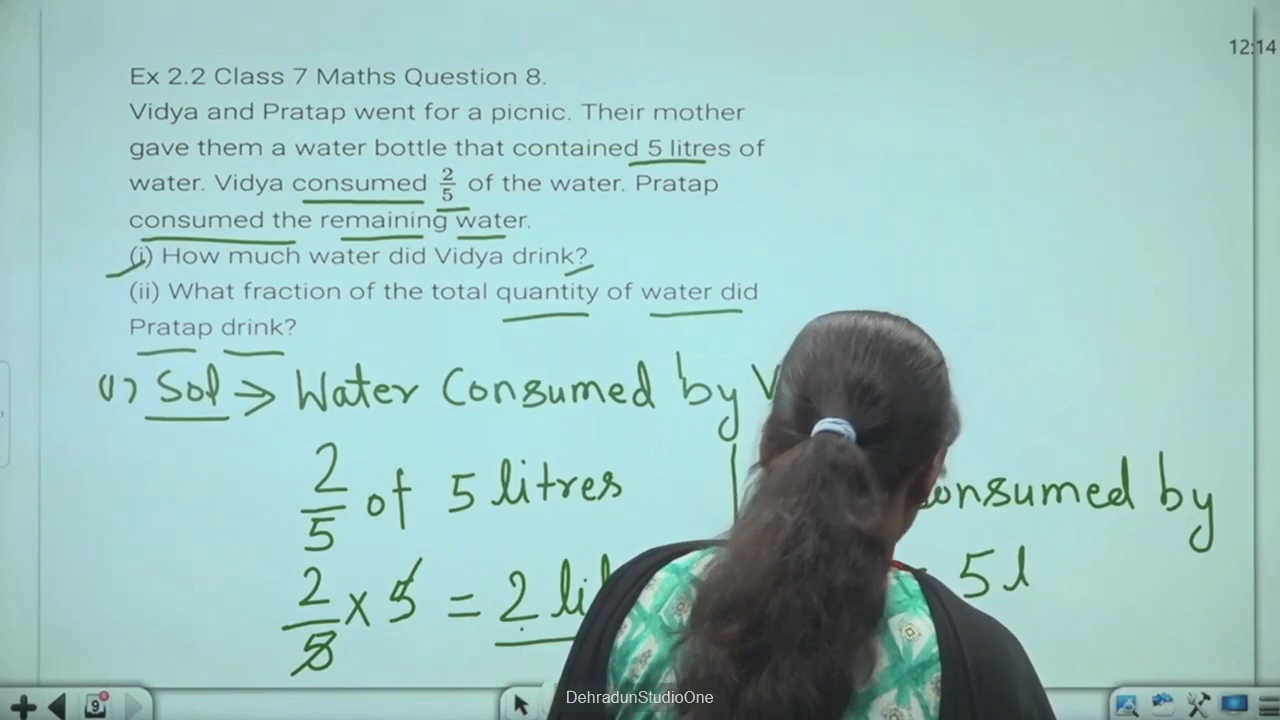 12:14
Ex 2.2 Class 7 Maths Question 8.
Vidya and Pratap went for a picnic. Their mother
gave them a water bottle that contained 5 litres of
water. Vidya consumed 2/5 of the water. Pratap
consumed the remaining water.
(i) How much water did Vidya drink?
(ii) What fraction of the total quantity of water did
Pratap drink?
(i) Sol → Water Consumed by
2/5 of 5 litres
consumed by
2/5 × 5 = 2
5 l
9
DehradunStudioOne